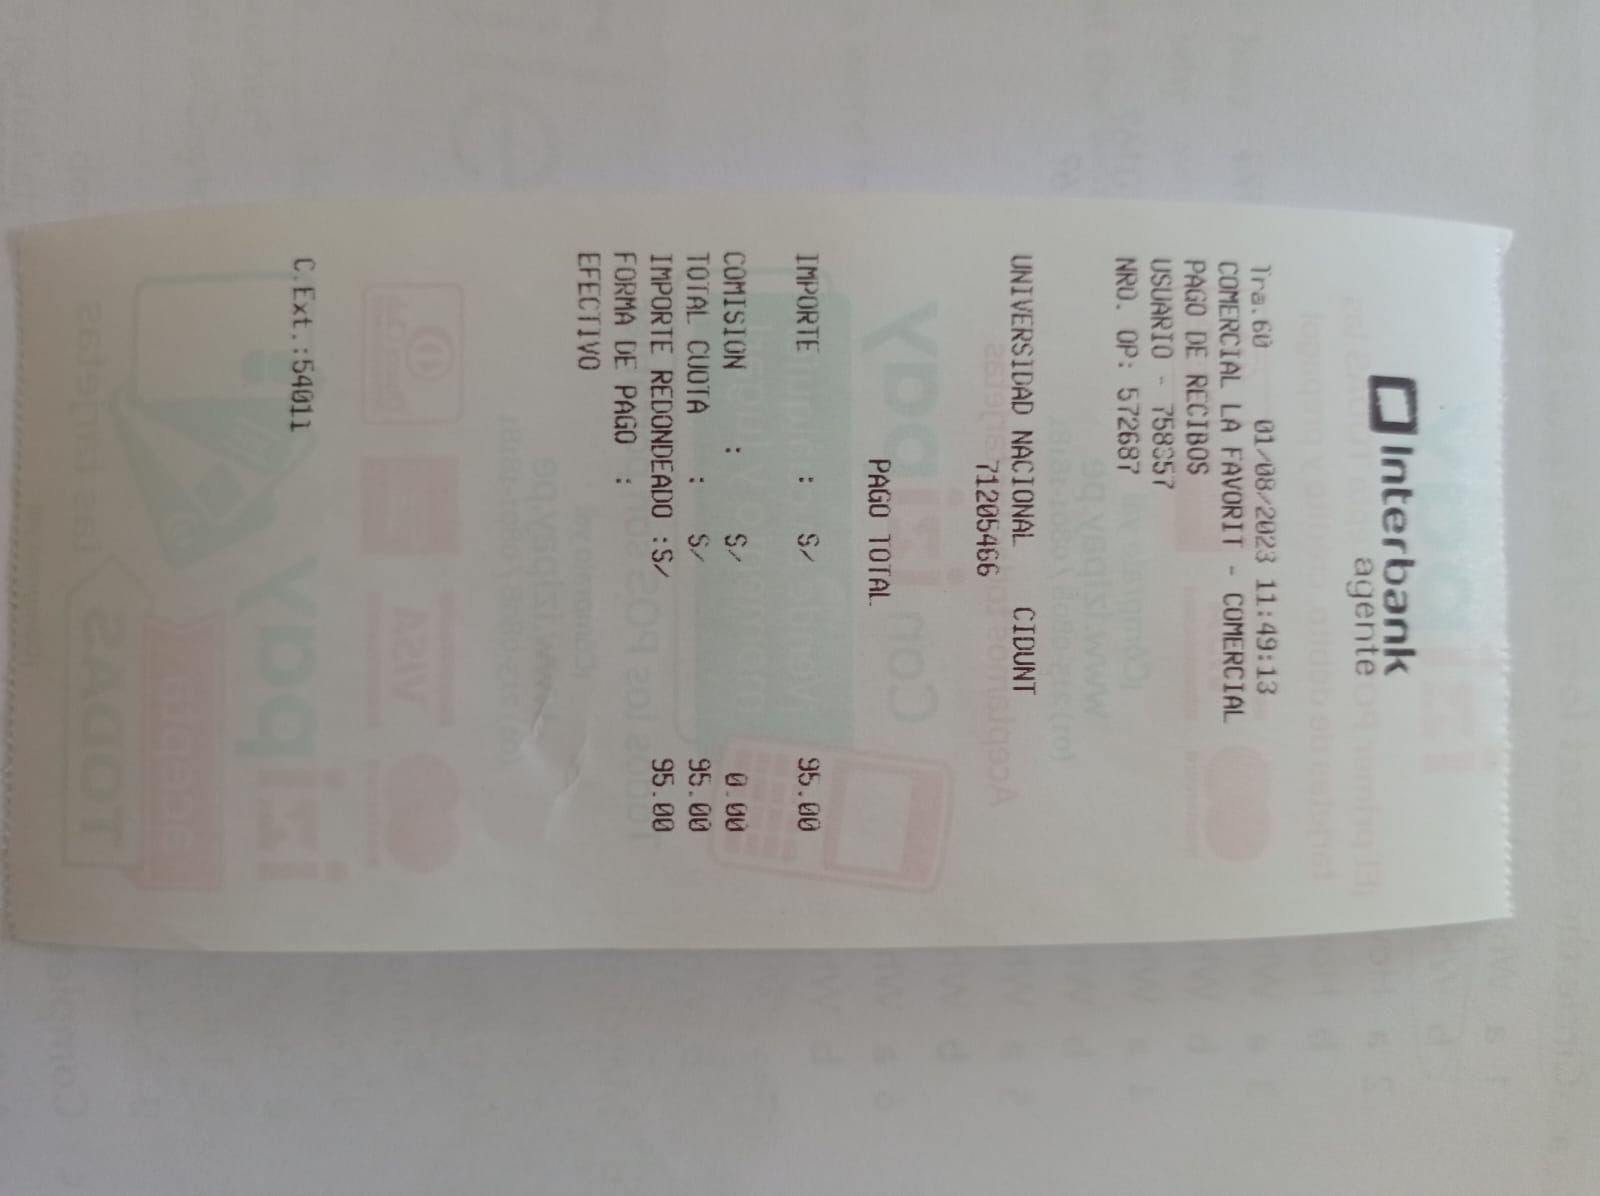 Interbank
agente
Tra.60 01/08/2023 11:49:13
COMERCIAL LA FAVORIT - COMERCIAL
PAGO DE RECIBOS
USUARIO - 758357
NRO. OP: 572687
UNIVERSIDAD NACIONAL CIDUNT
71205466
PAGO TOTAL
IMPORTE : S/ 95.00
COMISION : S/ 0.00
TOTAL CUOTA : S/ 95.00
IMPORTE REDONDEADO :S/ 95.00
FORMA DE PAGO :
EFECTIVO
C.Ext.:54011